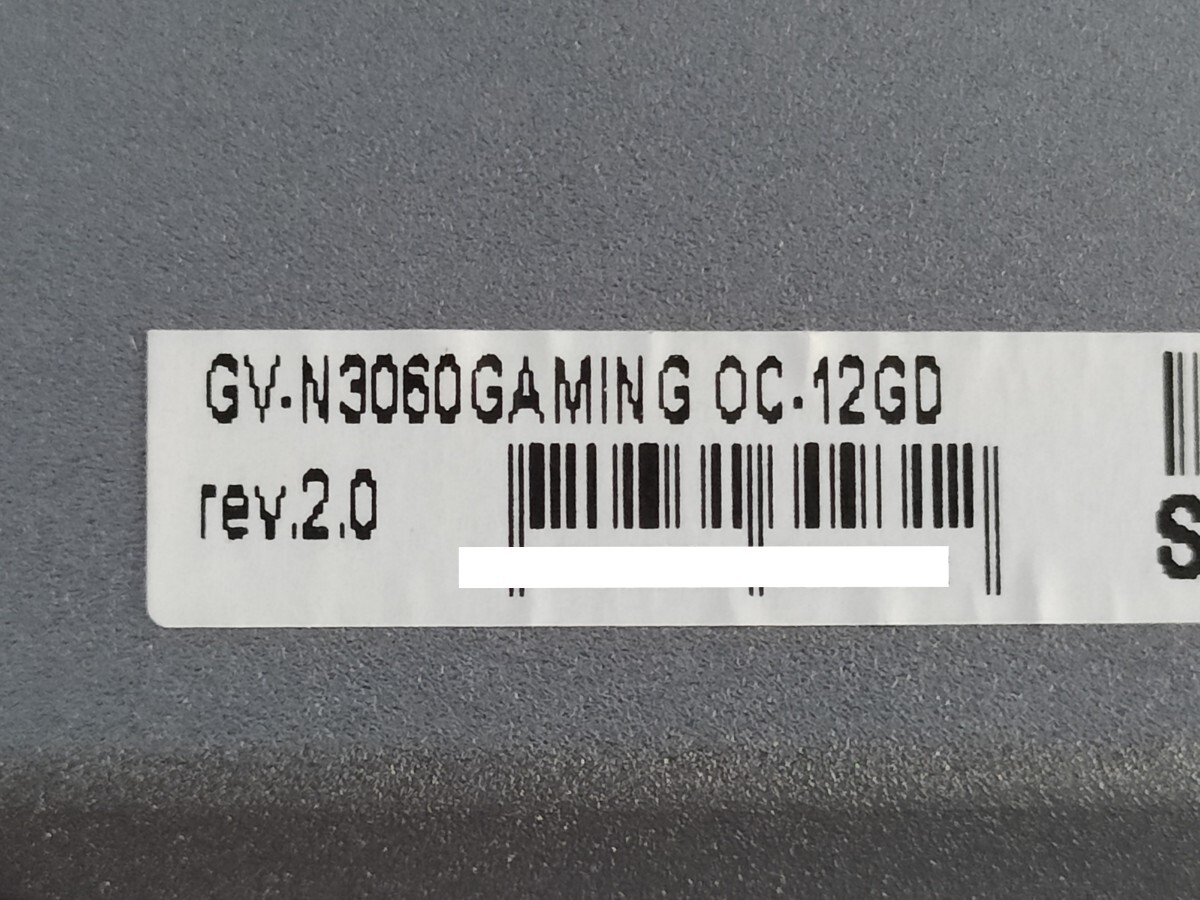 GV-N3060GAMING OC-12GD
rev.2.0
S